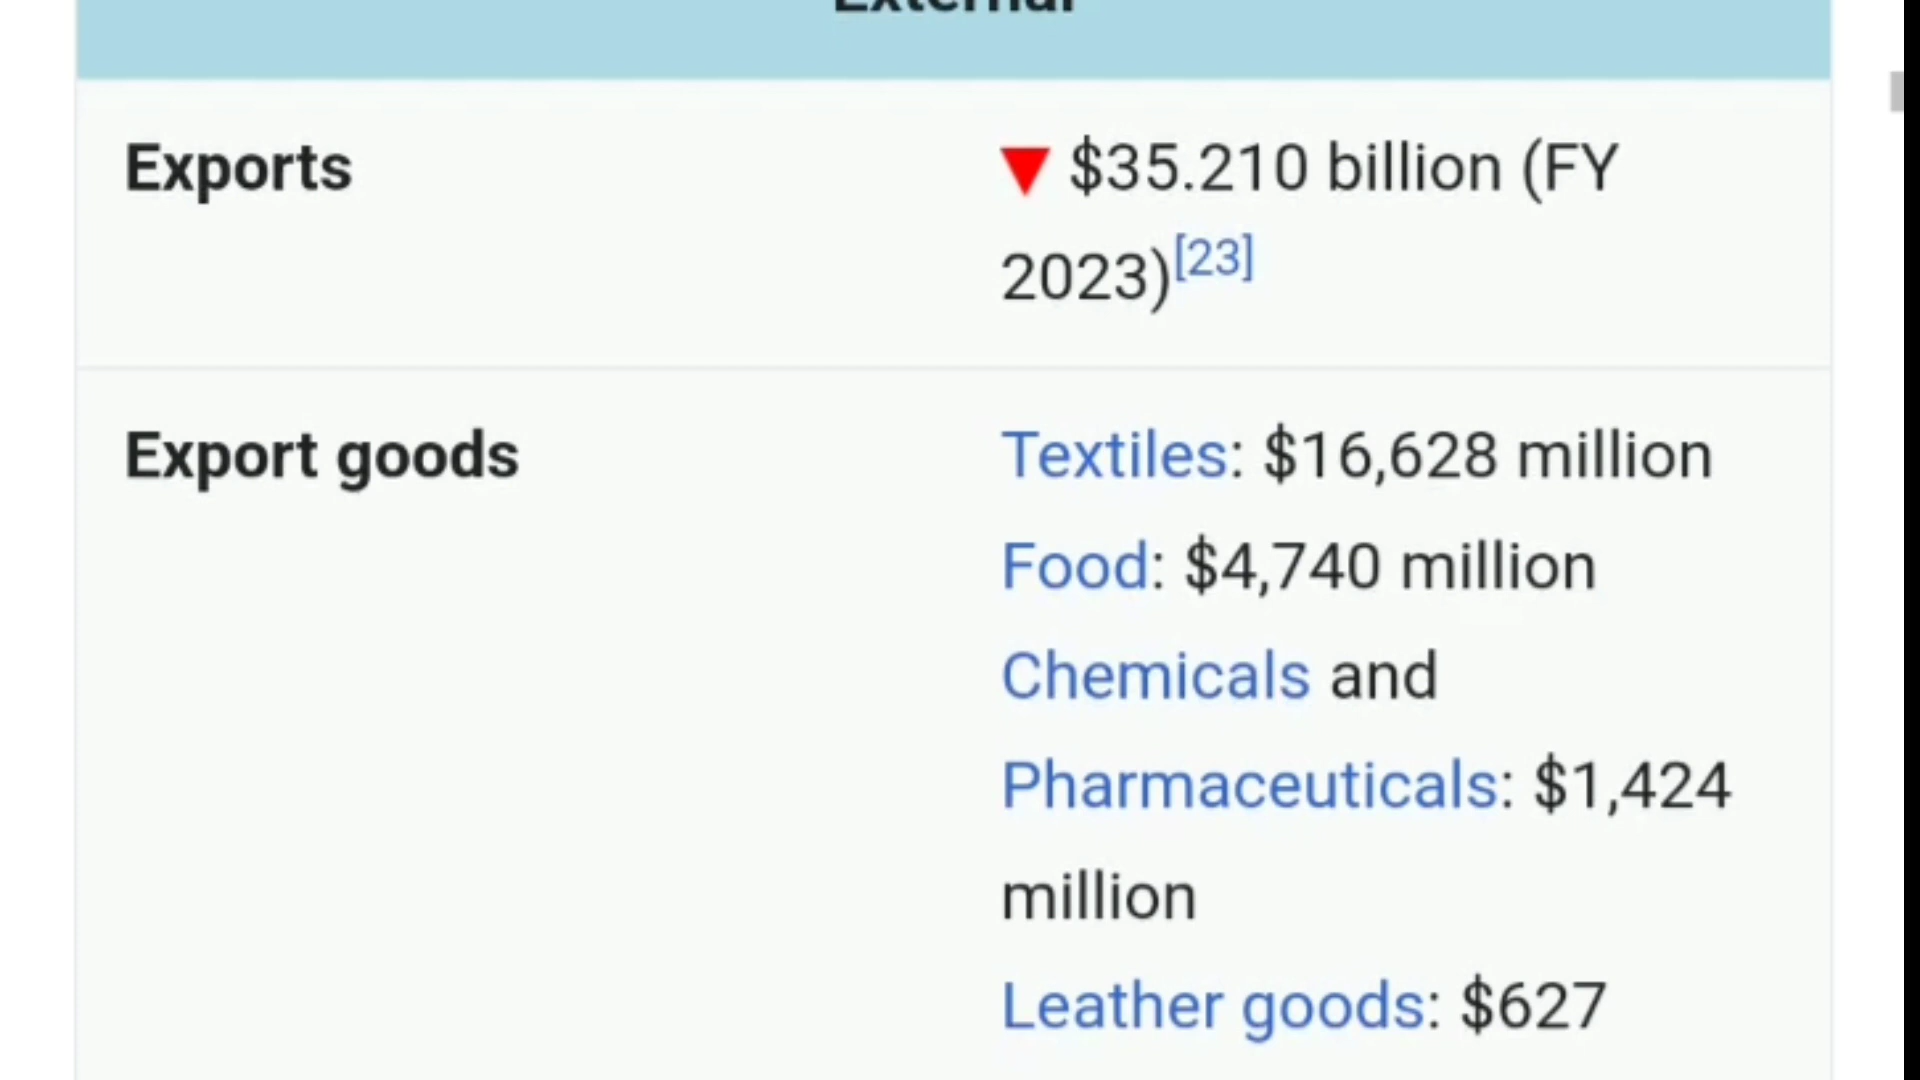 External
Exports
$35.210 billion (FY
2023)[23]
Export goods
Textiles: $16,628 million
Food: $4,740 million
Chemicals and
Pharmaceuticals: $1,424
million
Leather goods: $627